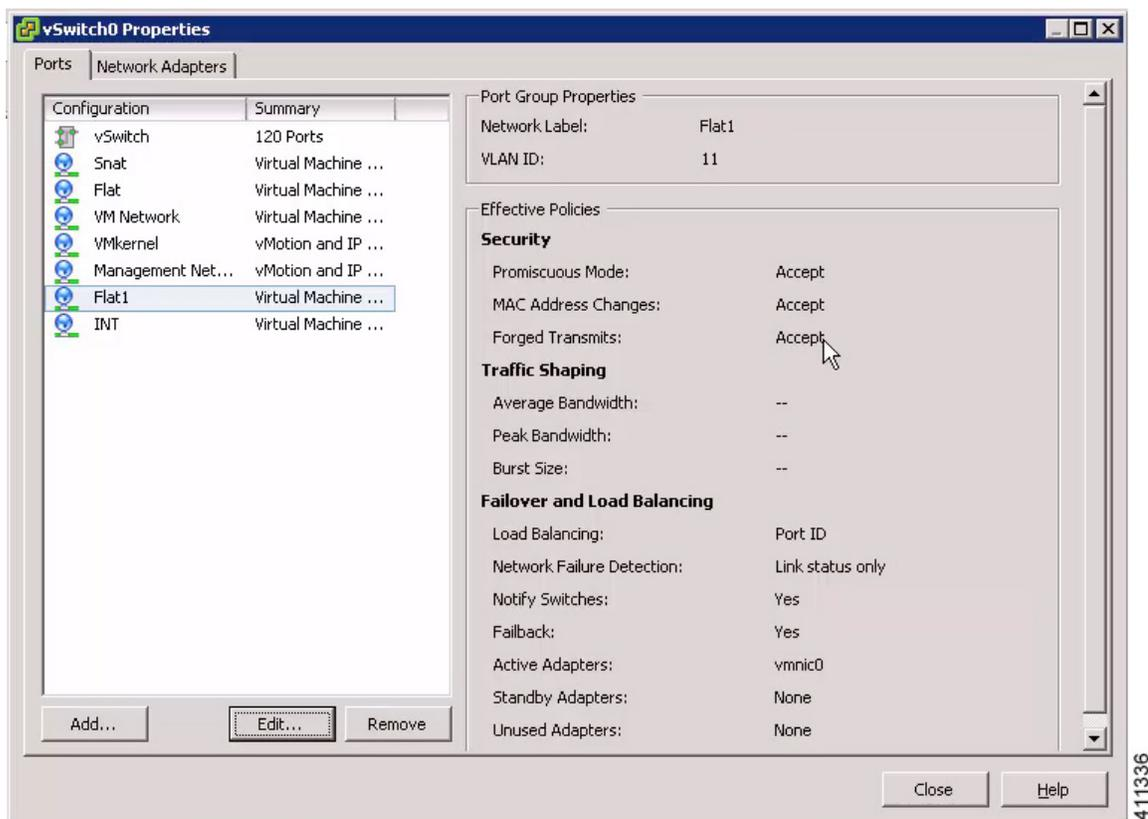 vSwitch0 Properties
Ports
Network Adapters
Configuration Summary
vSwitch 120 Ports
Snat Virtual Machine ...
Flat Virtual Machine ...
VM Network Virtual Machine ...
VMkernel vMotion and IP ...
Management Net... vMotion and IP ...
Flat1 Virtual Machine ...
INT Virtual Machine ...
Add... Edit... Remove
Port Group Properties
Network Label: Flat1
VLAN ID: 11
Effective Policies
Security
Promiscuous Mode: Accept
MAC Address Changes: Accept
Forged Transmits: Accept
Traffic Shaping
Average Bandwidth: --
Peak Bandwidth: --
Burst Size: --
Failover and Load Balancing
Load Balancing: Port ID
Network Failure Detection: Link status only
Notify Switches: Yes
Failback: Yes
Active Adapters: vmnic0
Standby Adapters: None
Unused Adapters: None
Close Help
411336